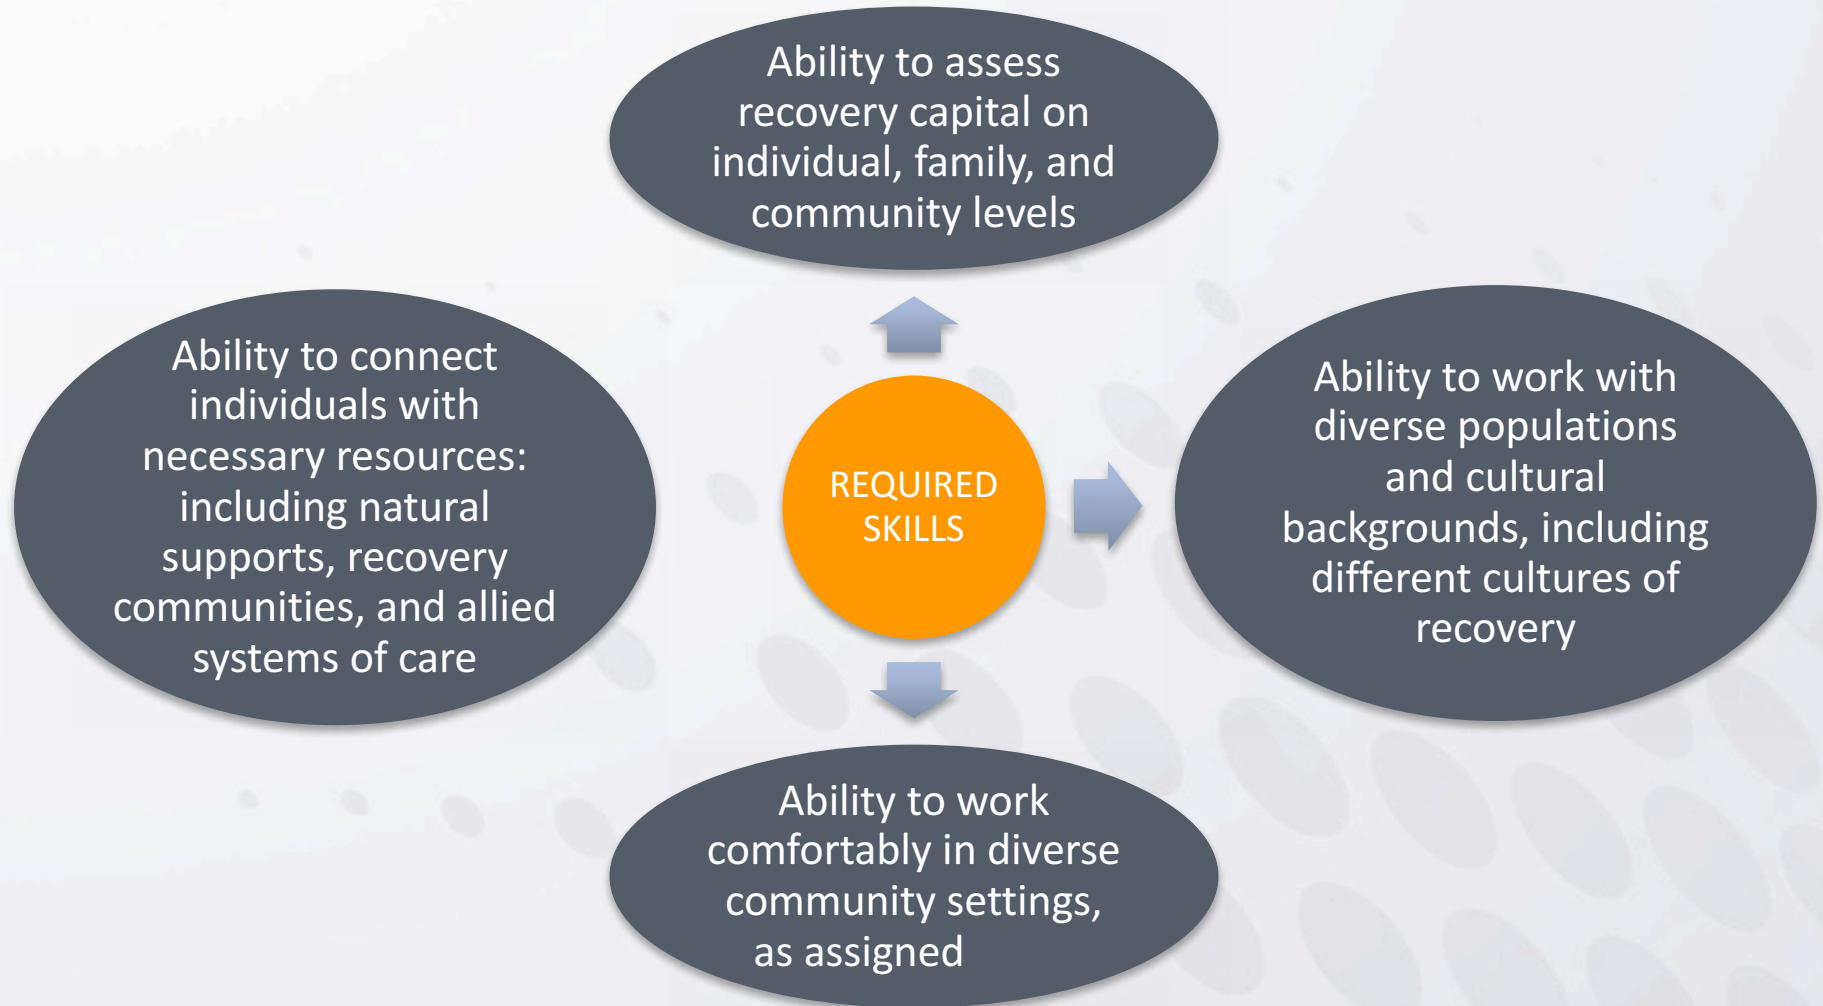 Ability to assess
recovery capital on
individual, family, and
community levels
Ability to connect
individuals with
necessary resources:
including natural
supports, recovery
communities, and allied
systems of care
REQUIRED
SKILLS
Ability to work with
diverse populations
and cultural
backgrounds, including
different cultures of
recovery
Ability to work
comfortably in diverse
community settings,
as assigned